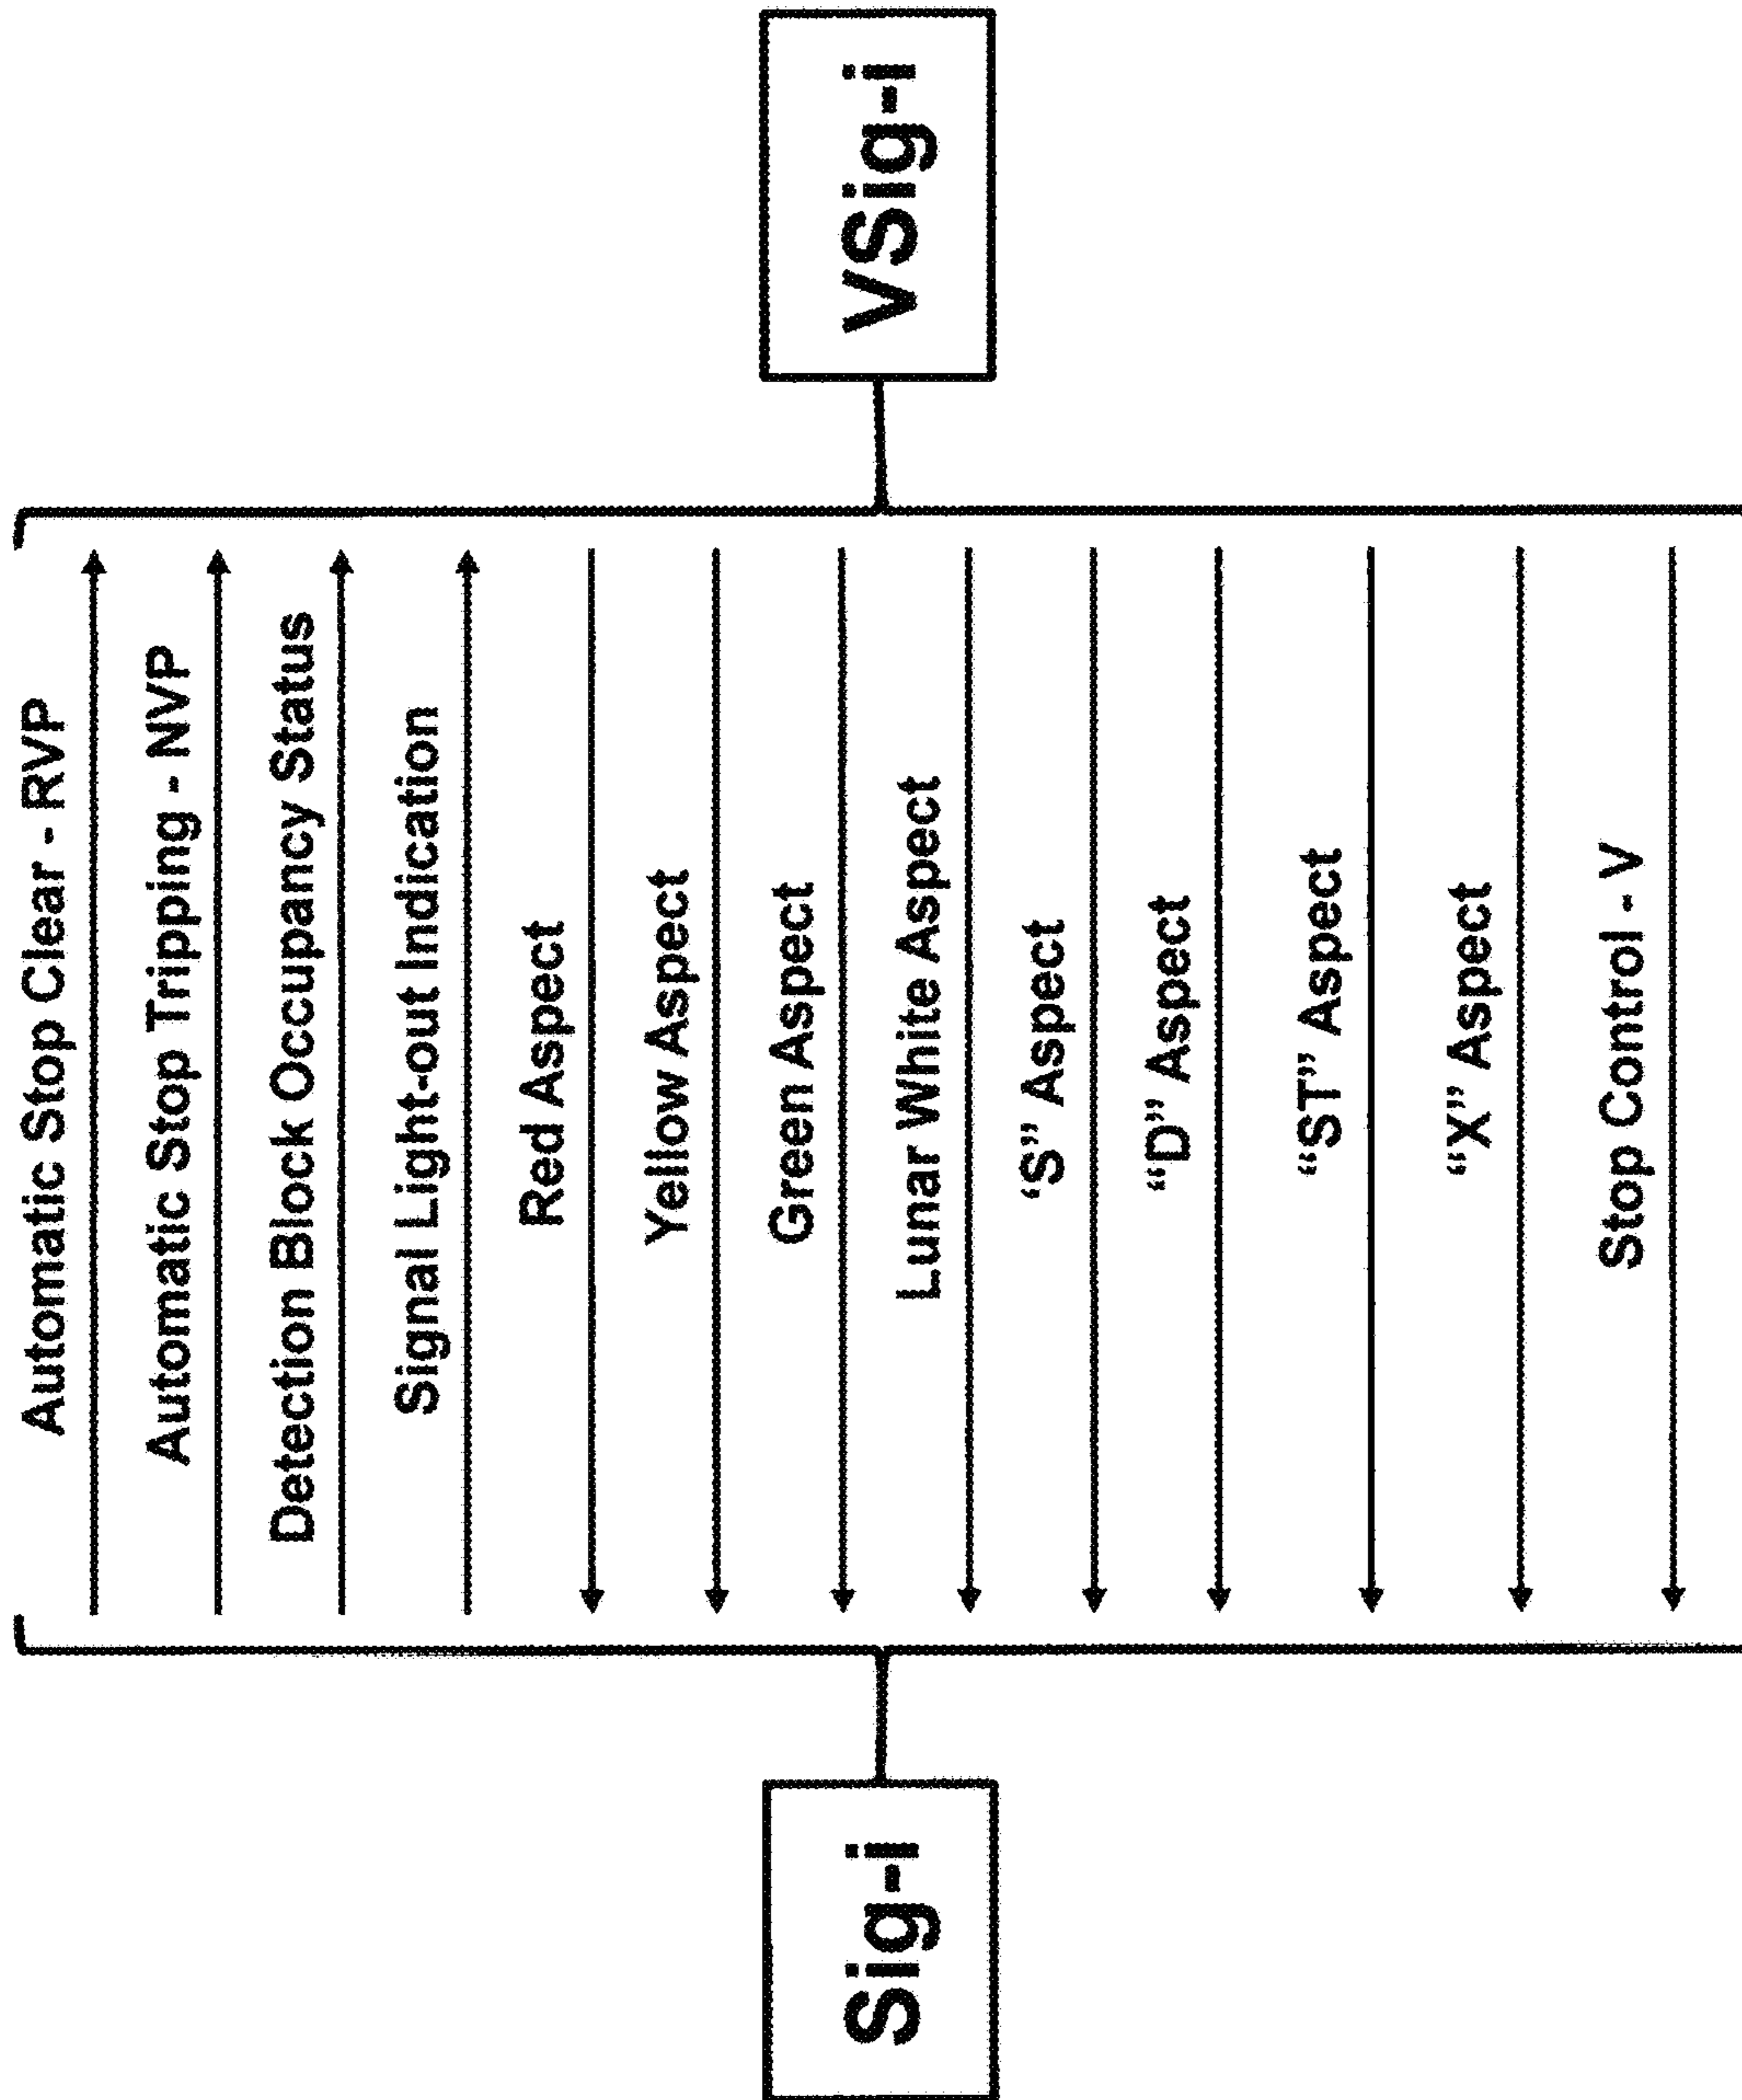 Sig-i
Automatic Stop Clear - RVP
Automatic Stop Tripping - NVP
Detection Block Occupancy Status
Signal Light-out Indication
Red Aspect
Yellow Aspect
Green Aspect
Lunar White Aspect
‘S” Aspect
“D” Aspect
“ST” Aspect
“X” Aspect
Stop Control - V
VSig-i